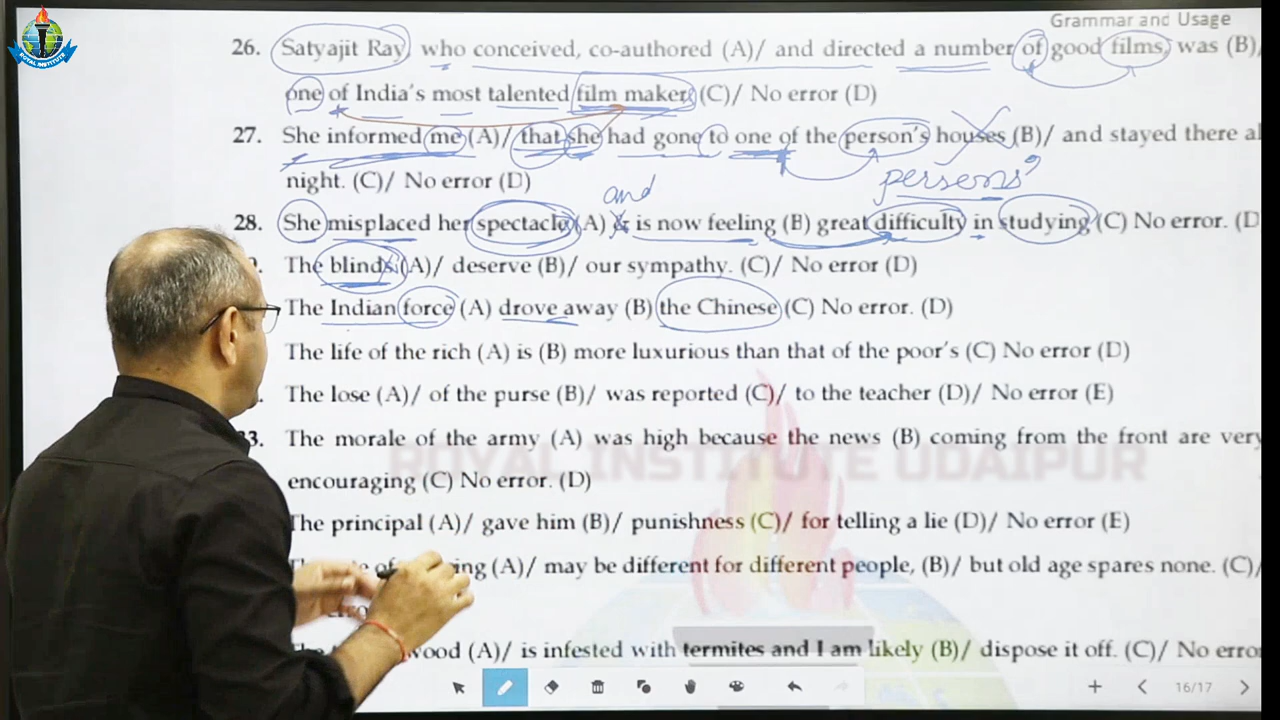 Grammar and Usage
ROYAL INSTITUTE
26. Satyajit Ray, who conceived, co-authored (A)/ and directed a number of good films, was (B)
one of India's most talented film maker. (C)/ No error (D)
27. She informed me (A)/ that she had gone to one of the person's houses (B)/ and stayed there
night. (C)/ No error (D)
and
persons'
28. She misplaced her spectacle (A) is now feeling (B) great difficulty in studying (C) No error. (D
The blinds (A)/ deserve (B)/ our sympathy. (C)/ No error (D)
The Indian force (A) drove away (B) the Chinese (C) No error. (D)
The life of the rich (A) is (B) more luxurious than that of the poor's (C) No error (D)
The lose (A)/ of the purse (B)/ was reported (C)/ to the teacher (D)/ No error (E)
33. The morale of the army (A) was high because the news (B) coming from the front are very
encouraging (C) No error. (D)
ROYAL INSTITUTE UDAIPUR
The principal (A)/ gave him (B)/ punishness (C)/ for telling a lie (D)/ No error (E)
(A)/ may be different for different people, (B)/ but old age spares none. (C)/
(A)/ is infested with termites and I am likely (B)/ dispose it off. (C)/ No
16/17